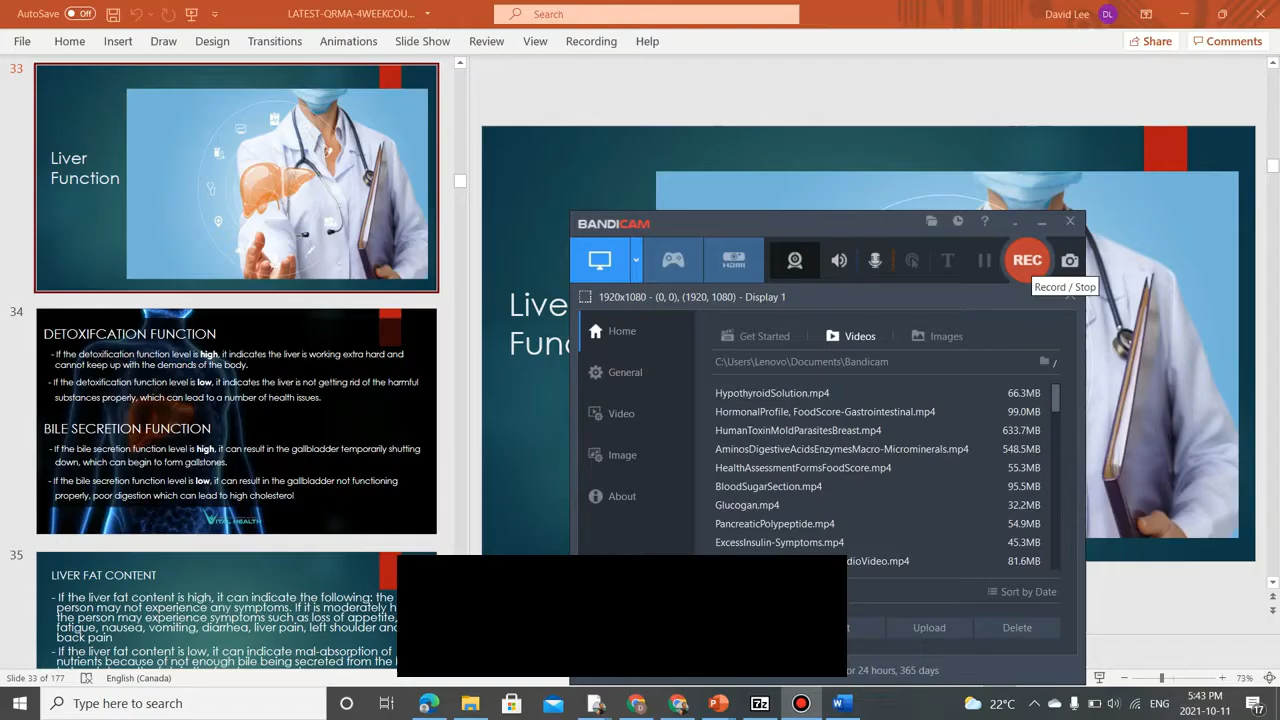 AutoSave Off LATEST-QRMA-4WEEKCOU... Search David Lee DL
File Home Insert Draw Design Transitions Animations Slide Show Review View Recording Help Share Comments
33
Liver
Function
34
DETOXIFCATION FUNCTION
- If the detoxification function level is high, it indicates the liver is working extra hard and
cannot keep up with the demands of the body.
- If the detoxification function level is low, it indicates the liver is not getting rid of the harmful
substances properly, which can lead to a number of health issues.
BILE SECRETION FUNCTION
- If the bile secretion function level is high, it can result in the gallbladder temporarily shutting
down, which can begin to form gallstones.
- If the bile secretion function level is low, it can result in the gallbladder not functioning
properly, poor digestion which can lead to high cholesterol
VITAL HEALTH
35
LIVER FAT CONTENT
- If the liver fat content is high, it can indicate the following: the
person may not experience any symptoms. If it is moderately h
the person may experience symptoms such as loss of appetite,
fatigue, nausea, vomiting, diarrhea, liver pain, left shoulder an
back pain
- If the liver fat content is low, it can indicate mal-absorption of
nutrients because of not enough bile being secreted from the
Live
Func
BANDICAM
HDMI
REC
Record / Stop
1920x1080 - (0, 0), (1920, 1080) - Display 1
Home
General
Video
Image
About
Get Started Videos Images
C:\Users\Lenovo\Documents\Bandicam /
HypothyroidSolution.mp4 66.3MB
HormonalProfile, FoodScore-Gastrointestinal.mp4 99.0MB
HumanToxinMoldParasitesBreast.mp4 633.7MB
AminosDigestiveAcidsEnzymesMacro-Microminerals.mp4 548.5MB
HealthAssessmentFormsFoodScore.mp4 55.3MB
BloodSugarSection.mp4 95.5MB
Glucogan.mp4 32.2MB
PancreaticPolypeptide.mp4 54.9MB
ExcessInsulin-Symptoms.mp4 45.3MB
dioVideo.mp4 81.6MB
Sort by Date
t Upload Delete
or 24 hours, 365 days
Slide 33 of 177 English (Canada) 73%
Type here to search 7z 22°C ENG 5:43 PM
2021-10-11 17